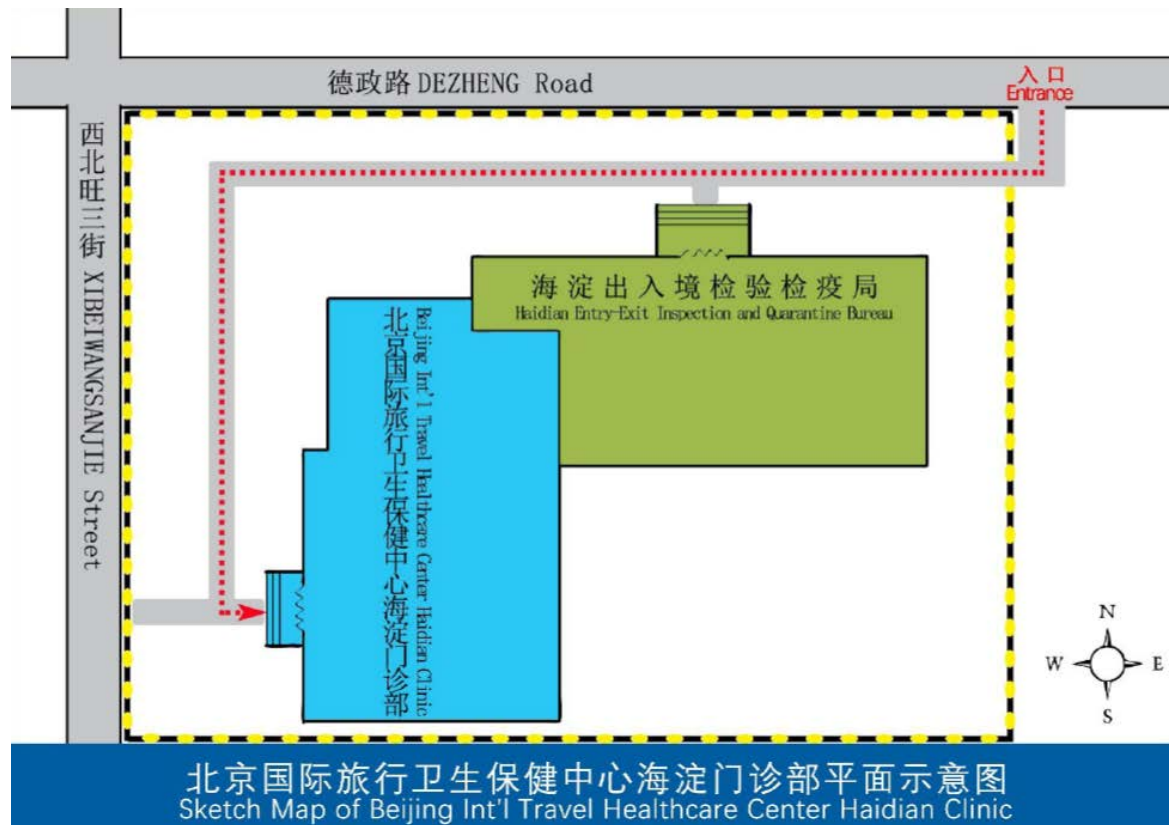 德政路 DEZHENG Road
入口
Entrance
西北旺三街 XIBEIWANGSANJIE Street
海淀出入境检验检疫局
Haidian Entry-Exit Inspection and Quarantine Bureau
北京国际旅行卫生保健中心海淀门诊部
Beijing Int'l Travel Healthcare Center Haidian Clinic
N
W
E
S
北京国际旅行卫生保健中心海淀门诊部平面示意图
Sketch Map of Beijing Int'l Travel Healthcare Center Haidian Clinic